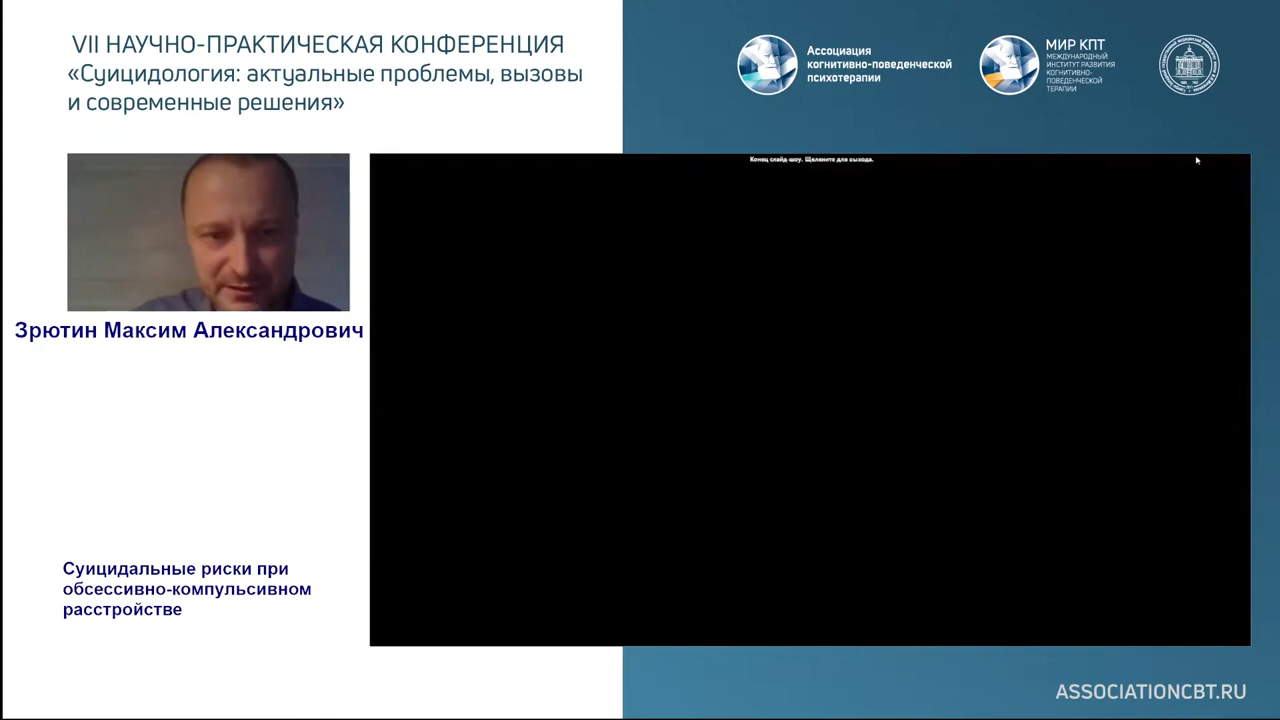 VII НАУЧНО-ПРАКТИЧЕСКАЯ КОНФЕРЕНЦИЯ
«Суицидология: актуальные проблемы, вызовы
и современные решения»
Ассоциация
когнитивно-поведенческой
психотерапии
МИР КПТ
МЕЖДУНАРОДНЫЙ
ИНСТИТУТ РАЗВИТИЯ
КОГНИТИВНО-
ПОВЕДЕНЧЕСКОЙ
ТЕРАПИИ
Конец слайд-шоу. Щелкните для выхода.
Зрютин Максим Александрович
Суицидальные риски при
обсессивно-компульсивном
расстройстве
ASSOCIATIONCBT.RU